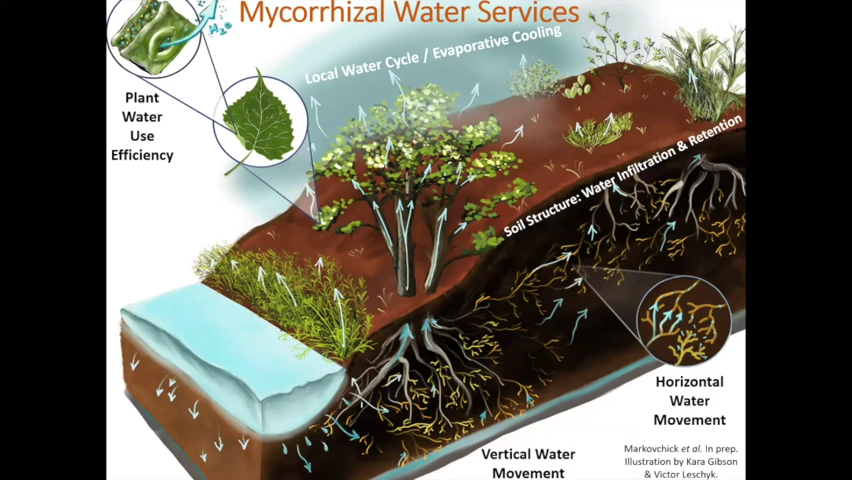 Mycorrhizal Water Services
H₂O
Local Water Cycle / Evaporative Cooling
Plant
Water
Use
Efficiency
Soil Structure: Water Infiltration & Retention
Horizontal
Water
Movement
Vertical Water
Movement
Markovchick et al. In prep.
Illustration by Kara Gibson
& Victor Leschyk.